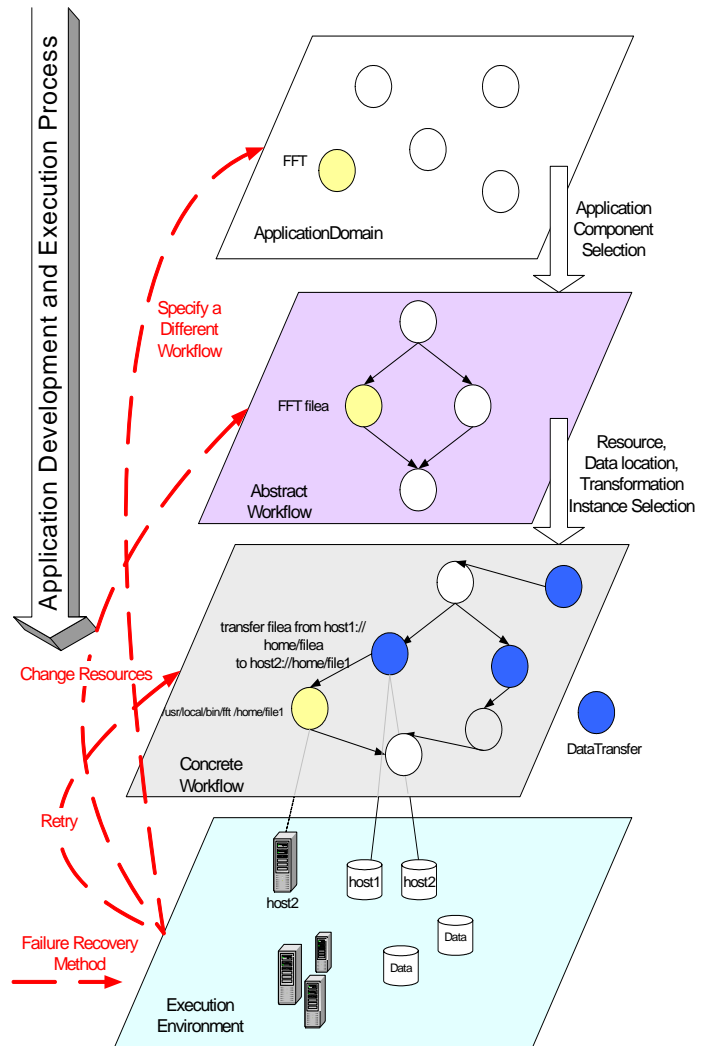 Application Development and Execution Process
FFT
ApplicationDomain
Application
Component
Selection
Specify a
Different
Workflow
FFT filea
Abstract
Workflow
Resource,
Data location,
Transformation
Instance Selection
transfer filea from host1://
home/filea
to host2://home/file1
Change Resources
/usr/local/bin/fft /home/file1
DataTransfer
Concrete
Workflow
Retry
host2
host1
host2
Data
Data
Failure Recovery
Method
Execution
Environment